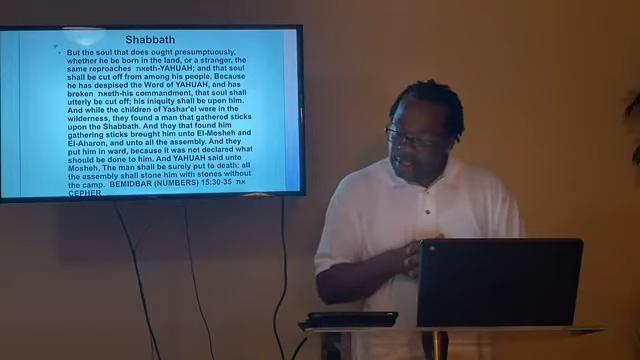 Shabbath
But the soul that does ought presumptuously,
whether he be born in the land, or a stranger, the
same reproaches אתeth-YAHUAH; and that soul
shall be cut off from among his people. Because
he has despised the Word of YAHUAH, and has
broken אתeth-his commandment, that soul shall
utterly be cut off; his iniquity shall be upon him.
And while the children of Yashar'el were in the
wilderness, they found a man that gathered sticks
upon the Shabbath. And they that found him
gathering sticks brought him unto El-Mosheh and
El-Aharon, and unto all the assembly. And they
put him in ward, because it was not declared what
should be done to him. And YAHUAH said unto
Mosheh, The man shall be surely put to death: all
the assembly shall stone him with stones without
the camp. BEMIDBAR (NUMBERS) 15:30-35 את
CEPHER